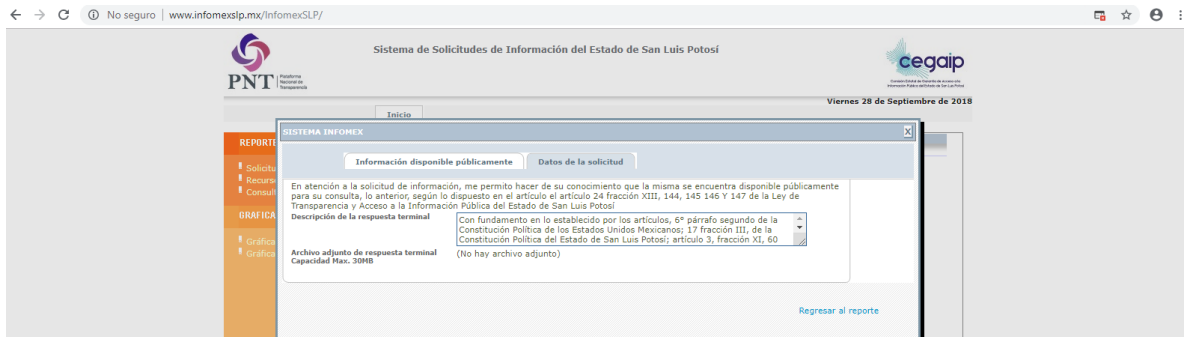 No seguro | www.infomexslp.mx/InfomexSLP/
Sistema de Solicitudes de Información del Estado de San Luis Potosí
PNT
Plataforma
Nacional de
Transparencia
cegaip
Viernes 28 de Septiembre de 2018
Inicio
SISTEMA INFOMEX
X
REPORTE
Información disponible públicamente
Datos de la solicitud
Solicitu
Recurs
Consult
En atención a la solicitud de información, me permito hacer de su conocimiento que la misma se encuentra disponible públicamente
para su consulta, lo anterior, según lo dispuesto en el artículo el artículo 24 fracción XIII, 144, 145 146 Y 147 de la Ley de
Transparencia y Acceso a la Información Pública del Estado de San Luis Potosí
GRAFICA
Descripción de la respuesta terminal
Con fundamento en lo establecido por los artículos, 6° párrafo segundo de la
Constitución Política de los Estados Unidos Mexicanos; 17 fracción III, de la
Constitución Política del Estado de San Luis Potosí; artículo 3, fracción XI, 60
Gráfica
Gráfica
Archivo adjunto de respuesta terminal
Capacidad Max. 30MB
(No hay archivo adjunto)
Regresar al reporte